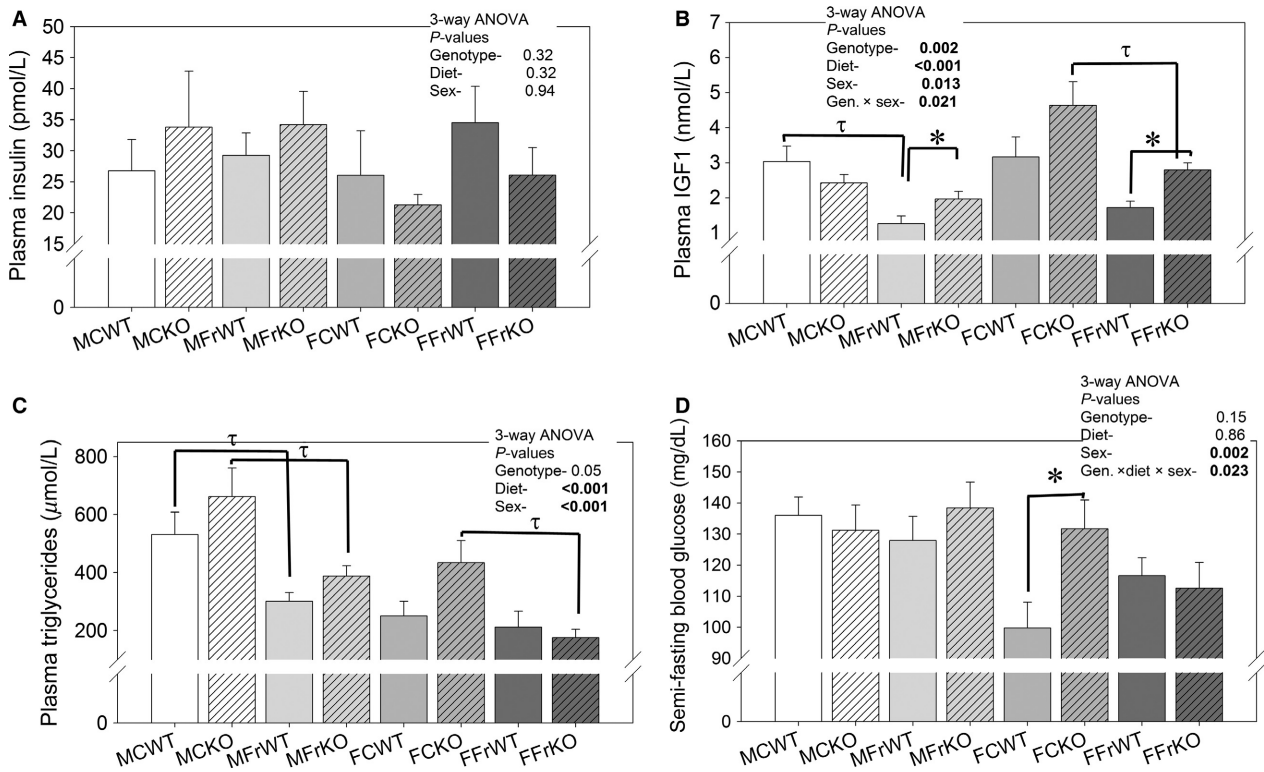 A
3-way ANOVA
P-values
Genotype- 0.32
Diet- 0.32
Sex- 0.94
Plasma insulin (pmol/L)
50
45
40
35
30
25
20
15
0
MCWT MCKO MFrWT MFrKO FCWT FCKO FFrWT FFrKO
B
3-way ANOVA
P-values
Genotype- 0.002
Diet- <0.001
Sex- 0.013
Gen. × sex- 0.021
Plasma IGF1 (nmol/L)
7
6
5
4
3
2
1
0
τ
*
τ
*
MCWT MCKO MFrWT MFrKO FCWT FCKO FFrWT FFrKO
C
3-way ANOVA
P-values
Genotype- 0.05
Diet- <0.001
Sex- <0.001
Plasma triglycerides (μmol/L)
800
600
400
200
0
τ
τ
τ
MCWT MCKO MFrWT MFrKO FCWT FCKO FFrWT FFrKO
D
3-way ANOVA
P-values
Genotype- 0.15
Diet- 0.86
Sex- 0.002
Gen. ×diet × sex- 0.023
Semi-fasting blood glucose (mg/dL)
160
150
140
130
120
110
100
90
0
*
MCWT MCKO MFrWT MFrKO FCWT FCKO FFrWT FFrKO